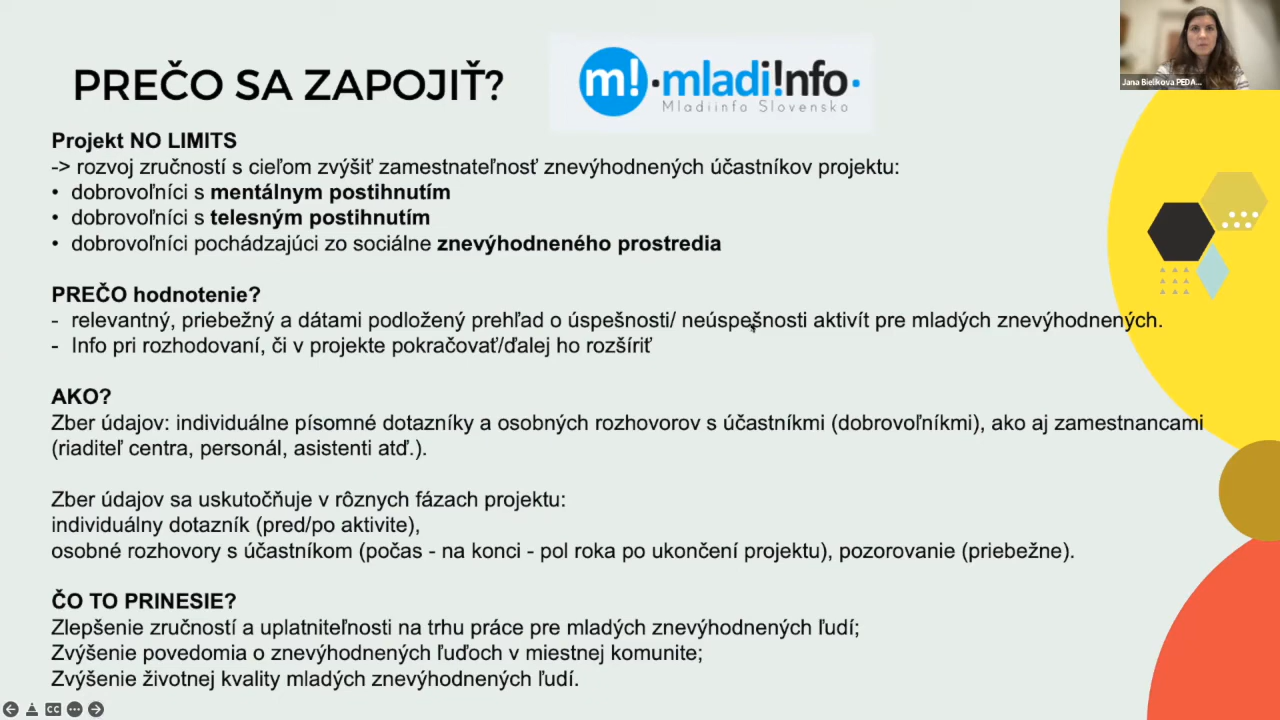 PREČO SA ZAPOJIŤ?
m! mladi!nfo
Mladiinfo Slovensko
Jana Bielikova PEDA...
Projekt NO LIMITS
-> rozvoj zručností s cieľom zvýšiť zamestnateľnosť znevýhodnených účastníkov projektu:
• dobrovoľníci s mentálnym postihnutím
• dobrovoľníci s telesným postihnutím
• dobrovoľníci pochádzajúci zo sociálne znevýhodneného prostredia
PREČO hodnotenie?
- relevantný, priebežný a dátami podložený prehľad o úspešnosti/ neúspešnosti aktivít pre mladých znevýhodnených.
- Info pri rozhodovaní, či v projekte pokračovať/ďalej ho rozšíriť
AKO?
Zber údajov: individuálne písomné dotazníky a osobných rozhovorov s účastníkmi (dobrovoľníkmi), ako aj zamestnancami
(riaditeľ centra, personál, asistenti atď.).
Zber údajov sa uskutočňuje v rôznych fázach projektu:
individuálny dotazník (pred/po aktivite),
osobné rozhovory s účastníkom (počas - na konci - pol roka po ukončení projektu), pozorovanie (priebežne).
ČO TO PRINESIE?
Zlepšenie zručností a uplatniteľnosti na trhu práce pre mladých znevýhodnených ľudí;
Zvýšenie povedomia o znevýhodnených ľuďoch v miestnej komunite;
Zvýšenie životnej kvality mladých znevýhodnených ľudí.
CC